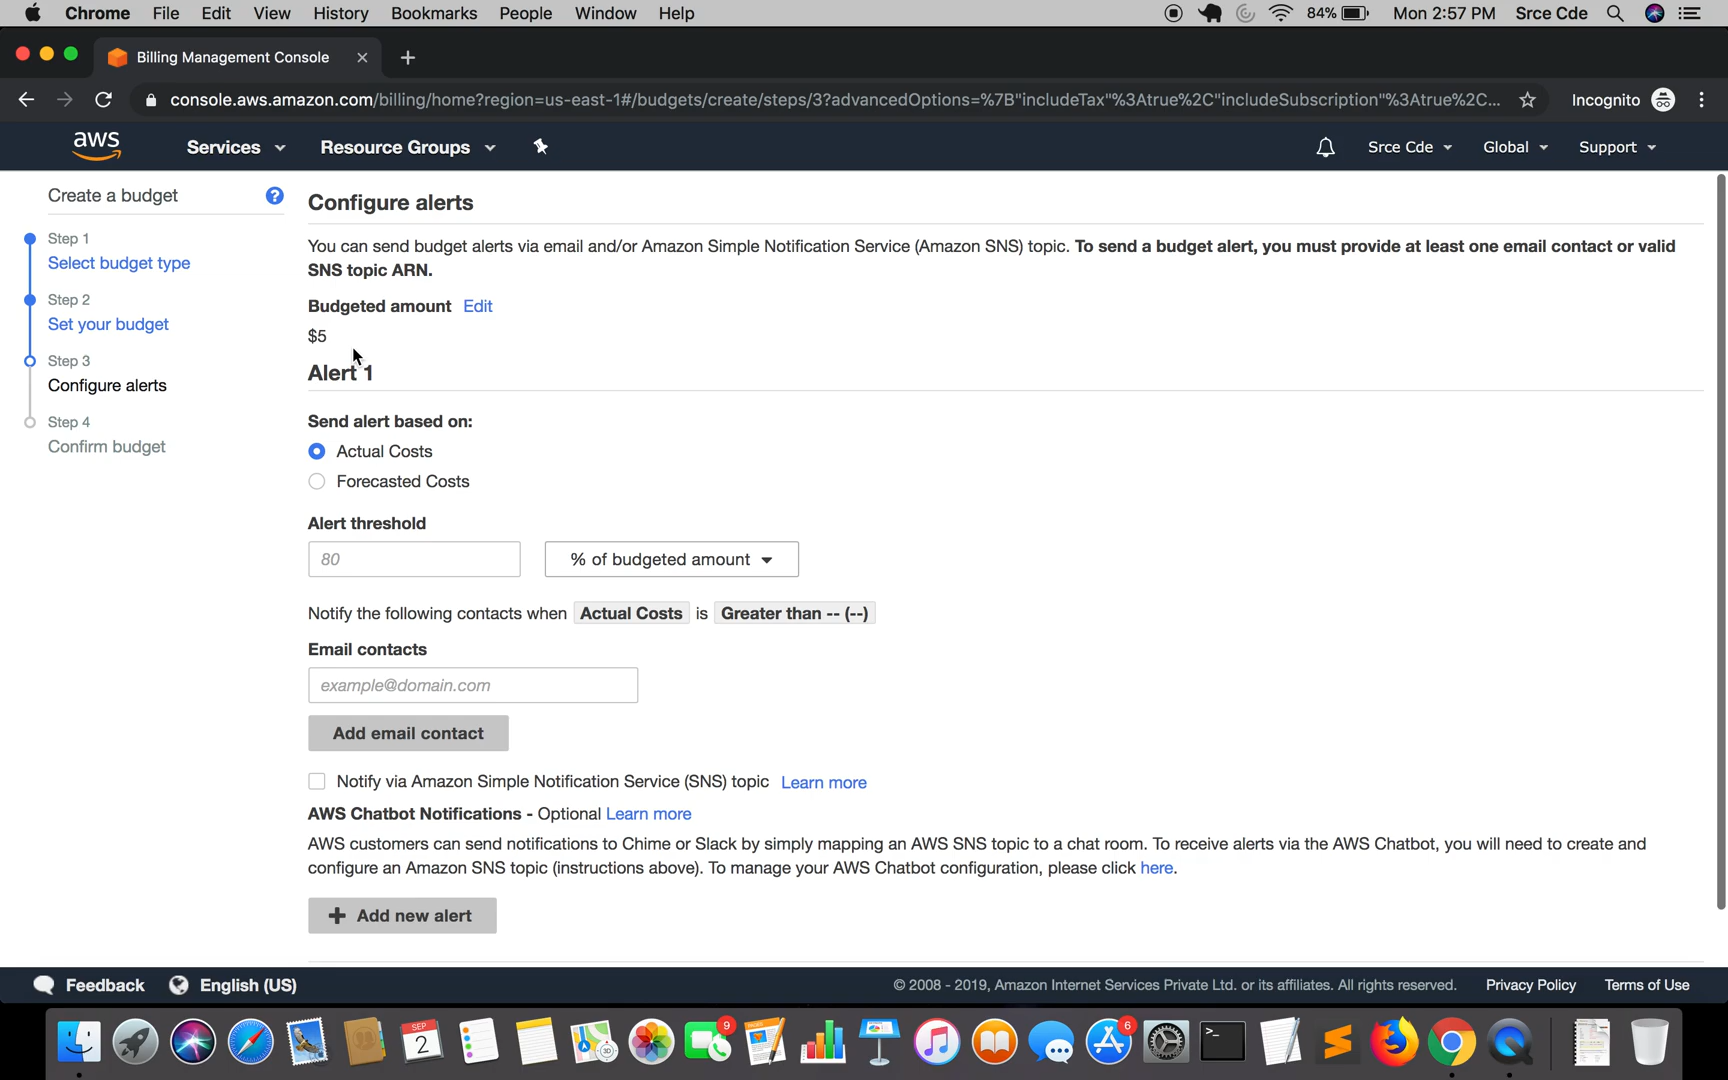 Chrome File Edit View History Bookmarks People Window Help 84% Mon 2:57 PM Srce Cde
Billing Management Console
console.aws.amazon.com/billing/home?region=us-east-1#/budgets/create/steps/3?advancedOptions=%7B"includeTax"%3Atrue%2C"includeSubscription"%3Atrue%2C... Incognito
aws Services Resource Groups Srce Cde Global Support
Create a budget ?
Step 1
Select budget type
Step 2
Set your budget
Step 3
Configure alerts
Step 4
Confirm budget
Configure alerts
You can send budget alerts via email and/or Amazon Simple Notification Service (Amazon SNS) topic. To send a budget alert, you must provide at least one email contact or valid
SNS topic ARN.
Budgeted amount Edit
$5
Alert 1
Send alert based on:
Actual Costs
Forecasted Costs
Alert threshold
80 % of budgeted amount
Notify the following contacts when Actual Costs is Greater than -- (--)
Email contacts
example@domain.com
Add email contact
Notify via Amazon Simple Notification Service (SNS) topic Learn more
AWS Chatbot Notifications - Optional Learn more
AWS customers can send notifications to Chime or Slack by simply mapping an AWS SNS topic to a chat room. To receive alerts via the AWS Chatbot, you will need to create and
configure an Amazon SNS topic (instructions above). To manage your AWS Chatbot configuration, please click here.
+ Add new alert
Feedback English (US) © 2008 - 2019, Amazon Internet Services Private Ltd. or its affiliates. All rights reserved. Privacy Policy Terms of Use
SEP
2
3D
9
PAGES
6
>_